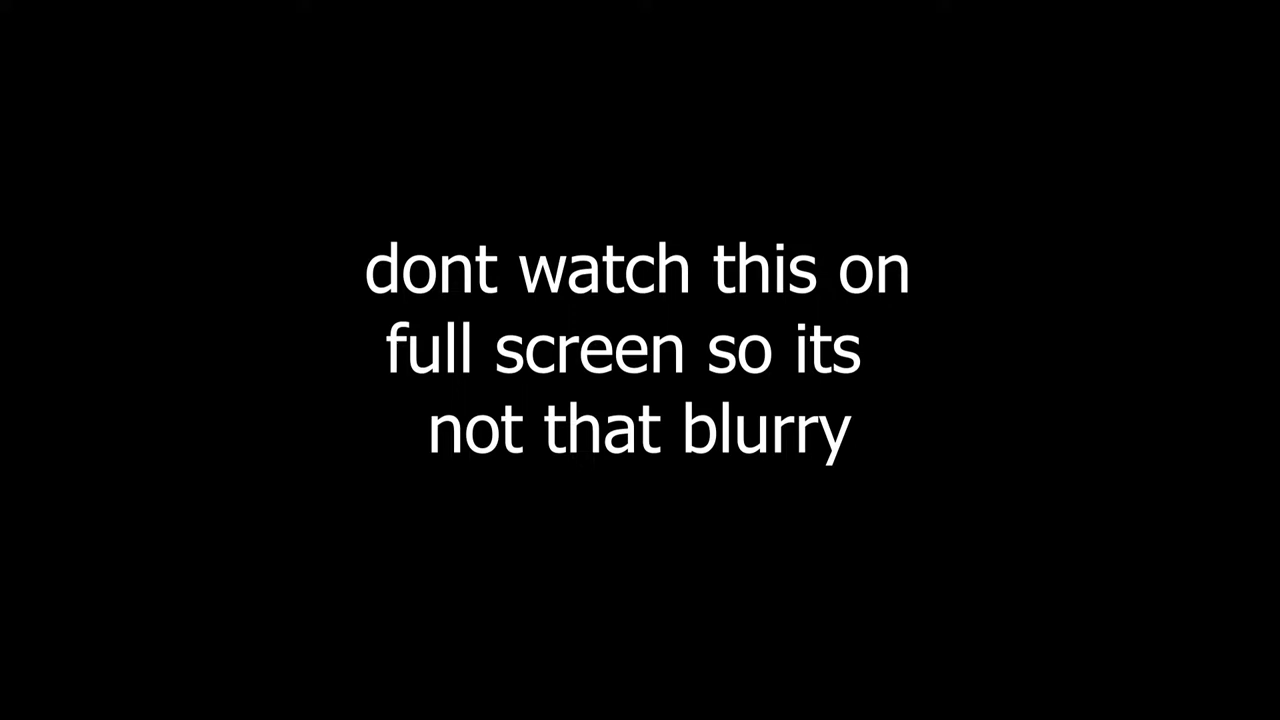 dont watch this on
full screen so its
not that blurry